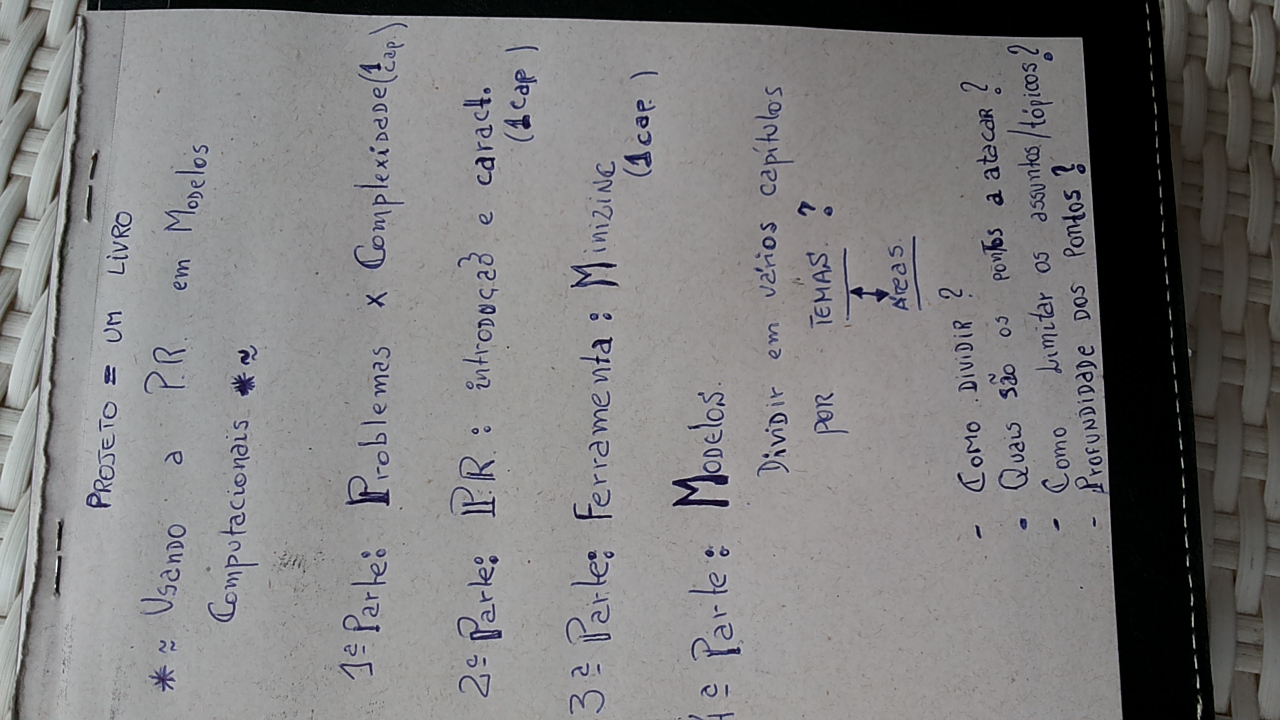 PROJETO = UM LIVRO
*≈ Usando a P.R. em Modelos
Computacionais *≈
1ª Parte: Problemas x Complexidade (1 cap.)
2ª Parte: P.R.: introdução e caract.
(1 cap)
3ª Parte: Ferramenta: Minizinc
(1 cap.)
4ª Parte: Modelos.
Dividir em vários capítulos
por TEMAS. ?
Áreas.
- Como dividir ?
• Quais são os pontos a atacar ?
- Como limitar os assuntos/tópicos ?
- Profundidade dos pontos ?